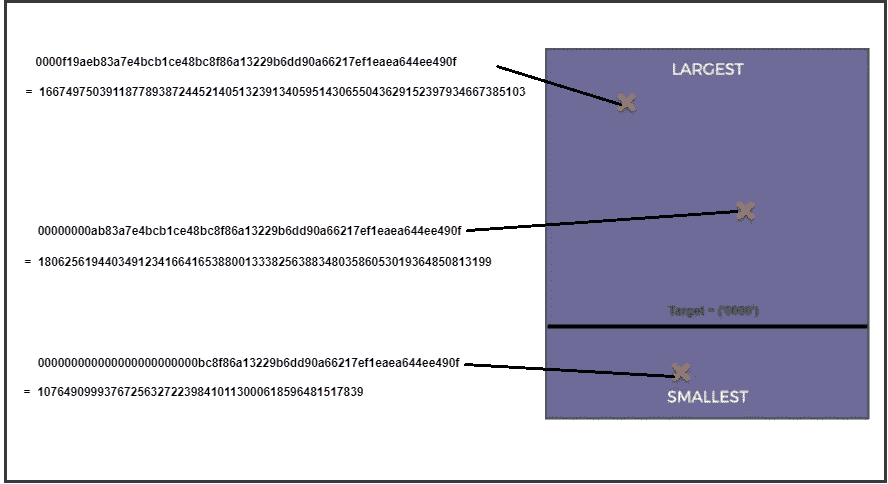 0000f19aeb83a7e4bcb1ce48bc8f86a13229b6dd90a66217ef1eaea644ee490f
LARGEST
= 1667497503911877893872445214051323913405951430655043629152397934667385103
00000000ab83a7e4bcb1ce48bc8f86a13229b6dd90a66217ef1eaea644ee490f
= 18062561944034912341664165388001333825638834803586053019364850813199
Target = ('0000')
000000000000000000000000bc8f86a13229b6dd90a66217ef1eaea644ee490f
= 1076490999376725632722398410113000618596481517839
SMALLEST